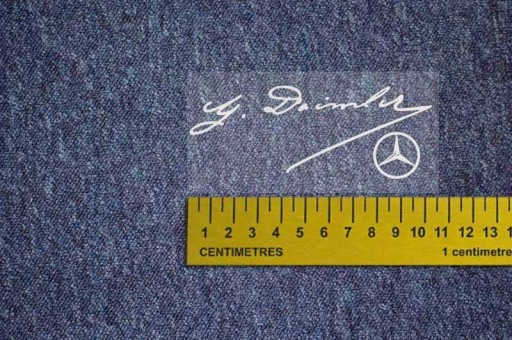 G. Daimler
1 2 3 4 5 6 7 8 9 10 11 12 13
CENTIMETRES 1 centimetre